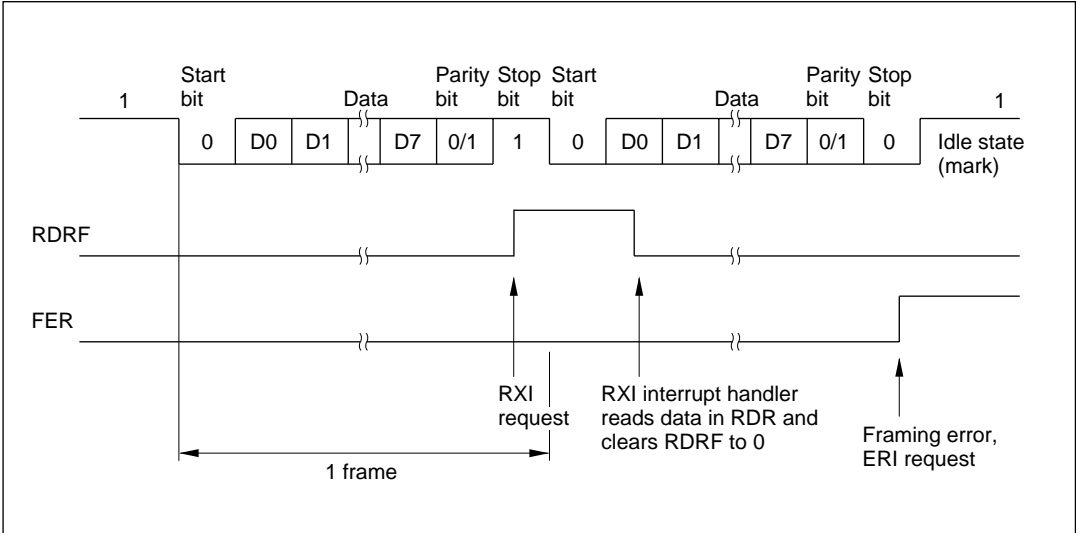 Start Parity Stop Start Parity Stop
1 bit Data bit bit bit Data bit bit 1
0 D0 D1 D7 0/1 1 0 D0 D1 D7 0/1 0 Idle state
(mark)
RDRF
FER
RXI
request
RXI interrupt handler
reads data in RDR and
clears RDRF to 0
Framing error,
ERI request
1 frame